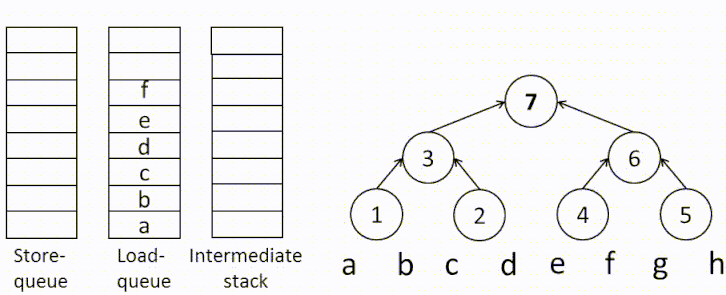 f
e
d
c
b
a
Store-
queue
Load-
queue
Intermediate
stack
7
3 6
1 2 4 5
a b c d e f g h